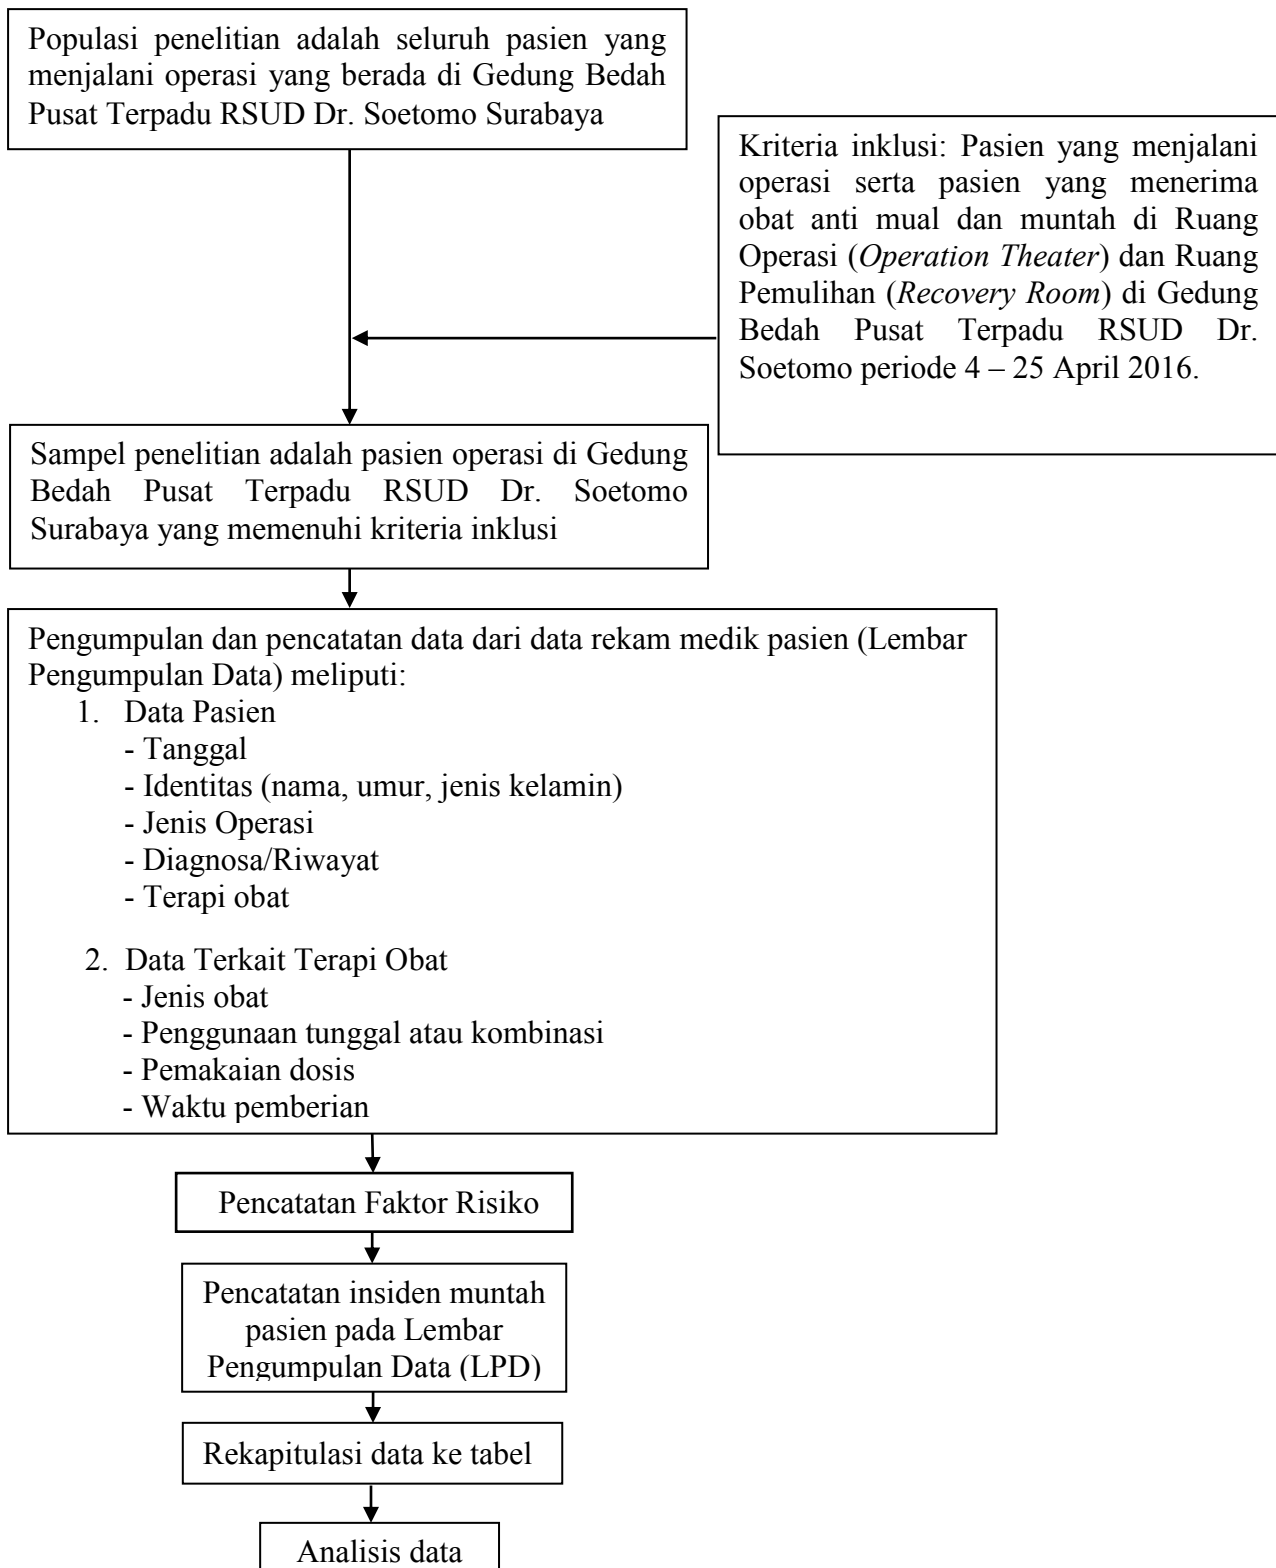 Populasi penelitian adalah seluruh pasien yang
menjalani operasi yang berada di Gedung Bedah
Pusat Terpadu RSUD Dr. Soetomo Surabaya
Kriteria inklusi: Pasien yang menjalani
operasi serta pasien yang menerima
obat anti mual dan muntah di Ruang
Operasi (Operation Theater) dan Ruang
Pemulihan (Recovery Room) di Gedung
Bedah Pusat Terpadu RSUD Dr.
Soetomo periode 4 – 25 April 2016.
Sampel penelitian adalah pasien operasi di Gedung
Bedah Pusat Terpadu RSUD Dr. Soetomo
Surabaya yang memenuhi kriteria inklusi
Pengumpulan dan pencatatan data dari data rekam medik pasien (Lembar
Pengumpulan Data) meliputi:
1. Data Pasien
- Tanggal
- Identitas (nama, umur, jenis kelamin)
- Jenis Operasi
- Diagnosa/Riwayat
- Terapi obat
2. Data Terkait Terapi Obat
- Jenis obat
- Penggunaan tunggal atau kombinasi
- Pemakaian dosis
- Waktu pemberian
Pencatatan Faktor Risiko
Pencatatan insiden muntah
pasien pada Lembar
Pengumpulan Data (LPD)
Rekapitulasi data ke tabel
Analisis data